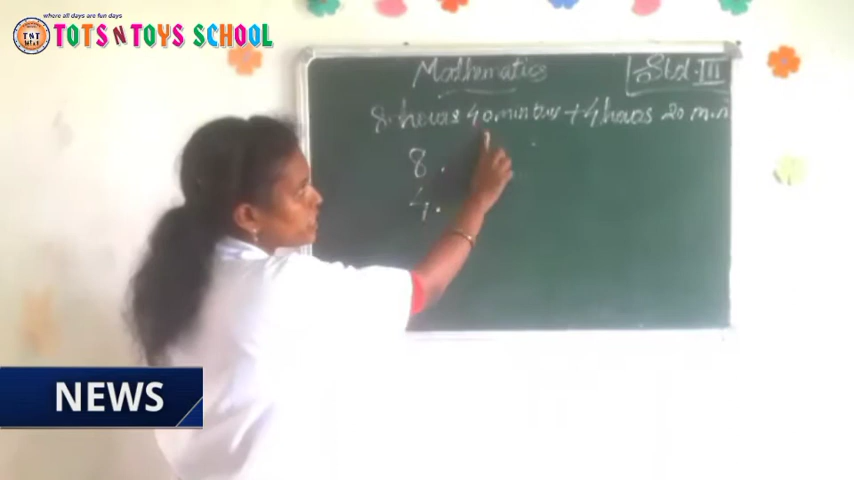 where all days are fun days
TNT
TOTS N TOYS SCHOOL
Mathematics
Std. III
8. hours 40 minutes + 4 hours 20 min
8.
4.
NEWS